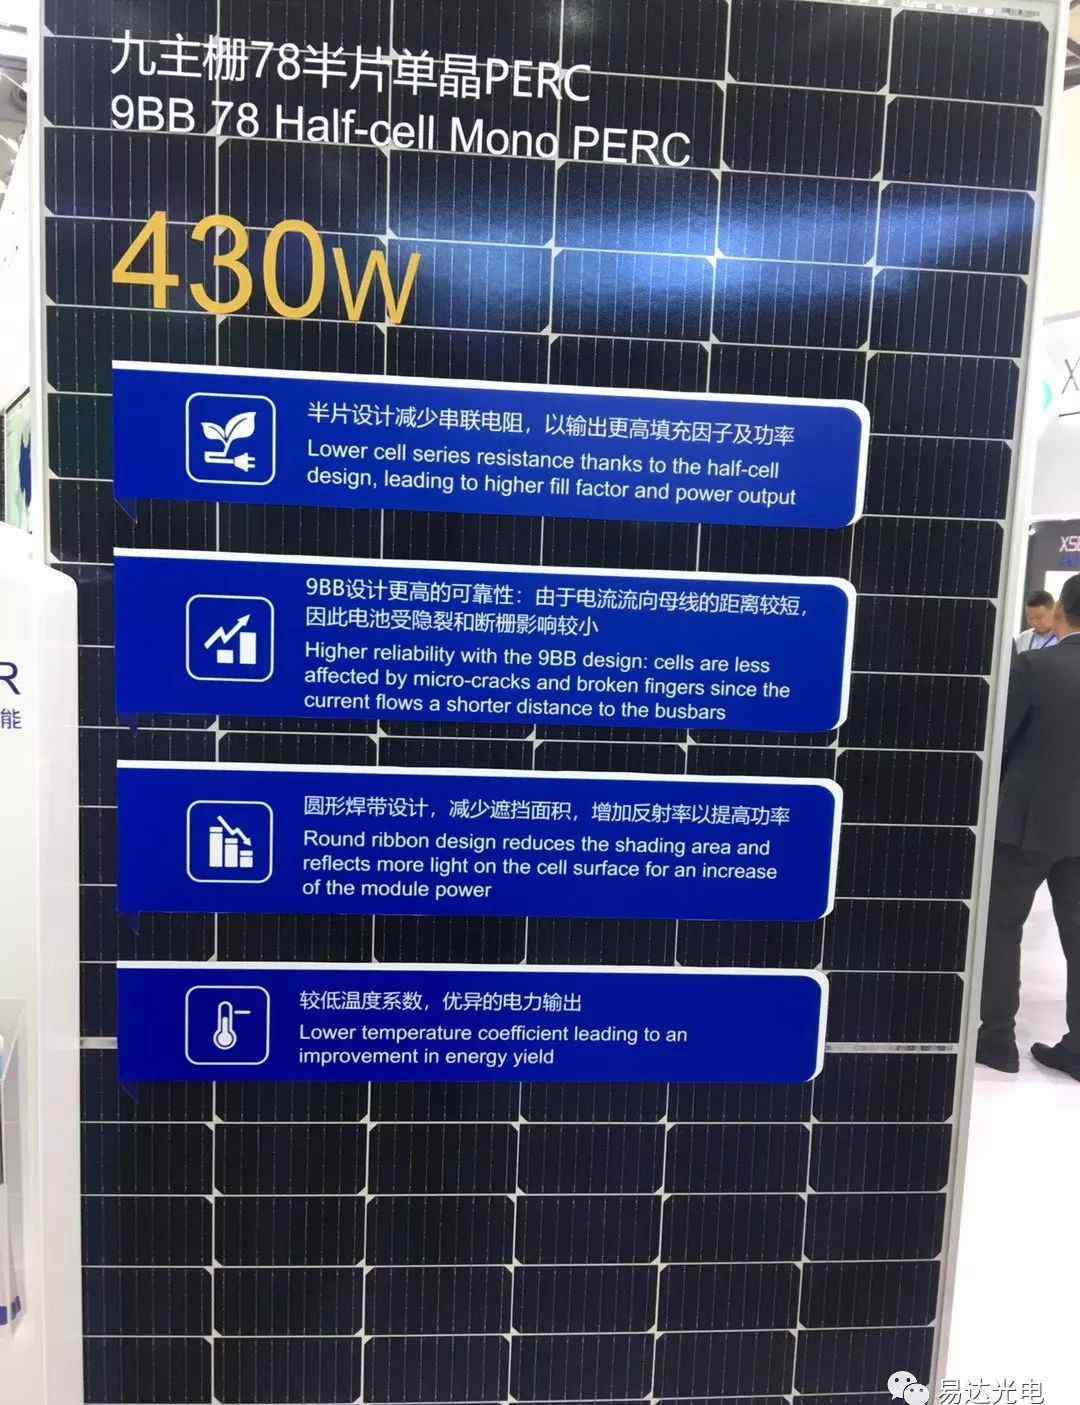 九主栅78半片单晶PERC
9BB 78 Half-cell Mono PERC
430W
半片设计减少串联电阻，以输出更高填充因子及功率
Lower cell series resistance thanks to the half-cell
design, leading to higher fill factor and power output
9BB设计更高的可靠性：由于电流流向母线的距离较短，
因此电池受隐裂和断栅影响较小
Higher reliability with the 9BB design: cells are less
affected by micro-cracks and broken fingers since the
current flows a shorter distance to the busbars
圆形焊带设计，减少遮挡面积，增加反射率以提高功率
Round ribbon design reduces the shading area and
reflects more light on the cell surface for an increase
of the module power
较低温度系数，优异的电力输出
Lower temperature coefficient leading to an
improvement in energy yield
R
能
易达光电